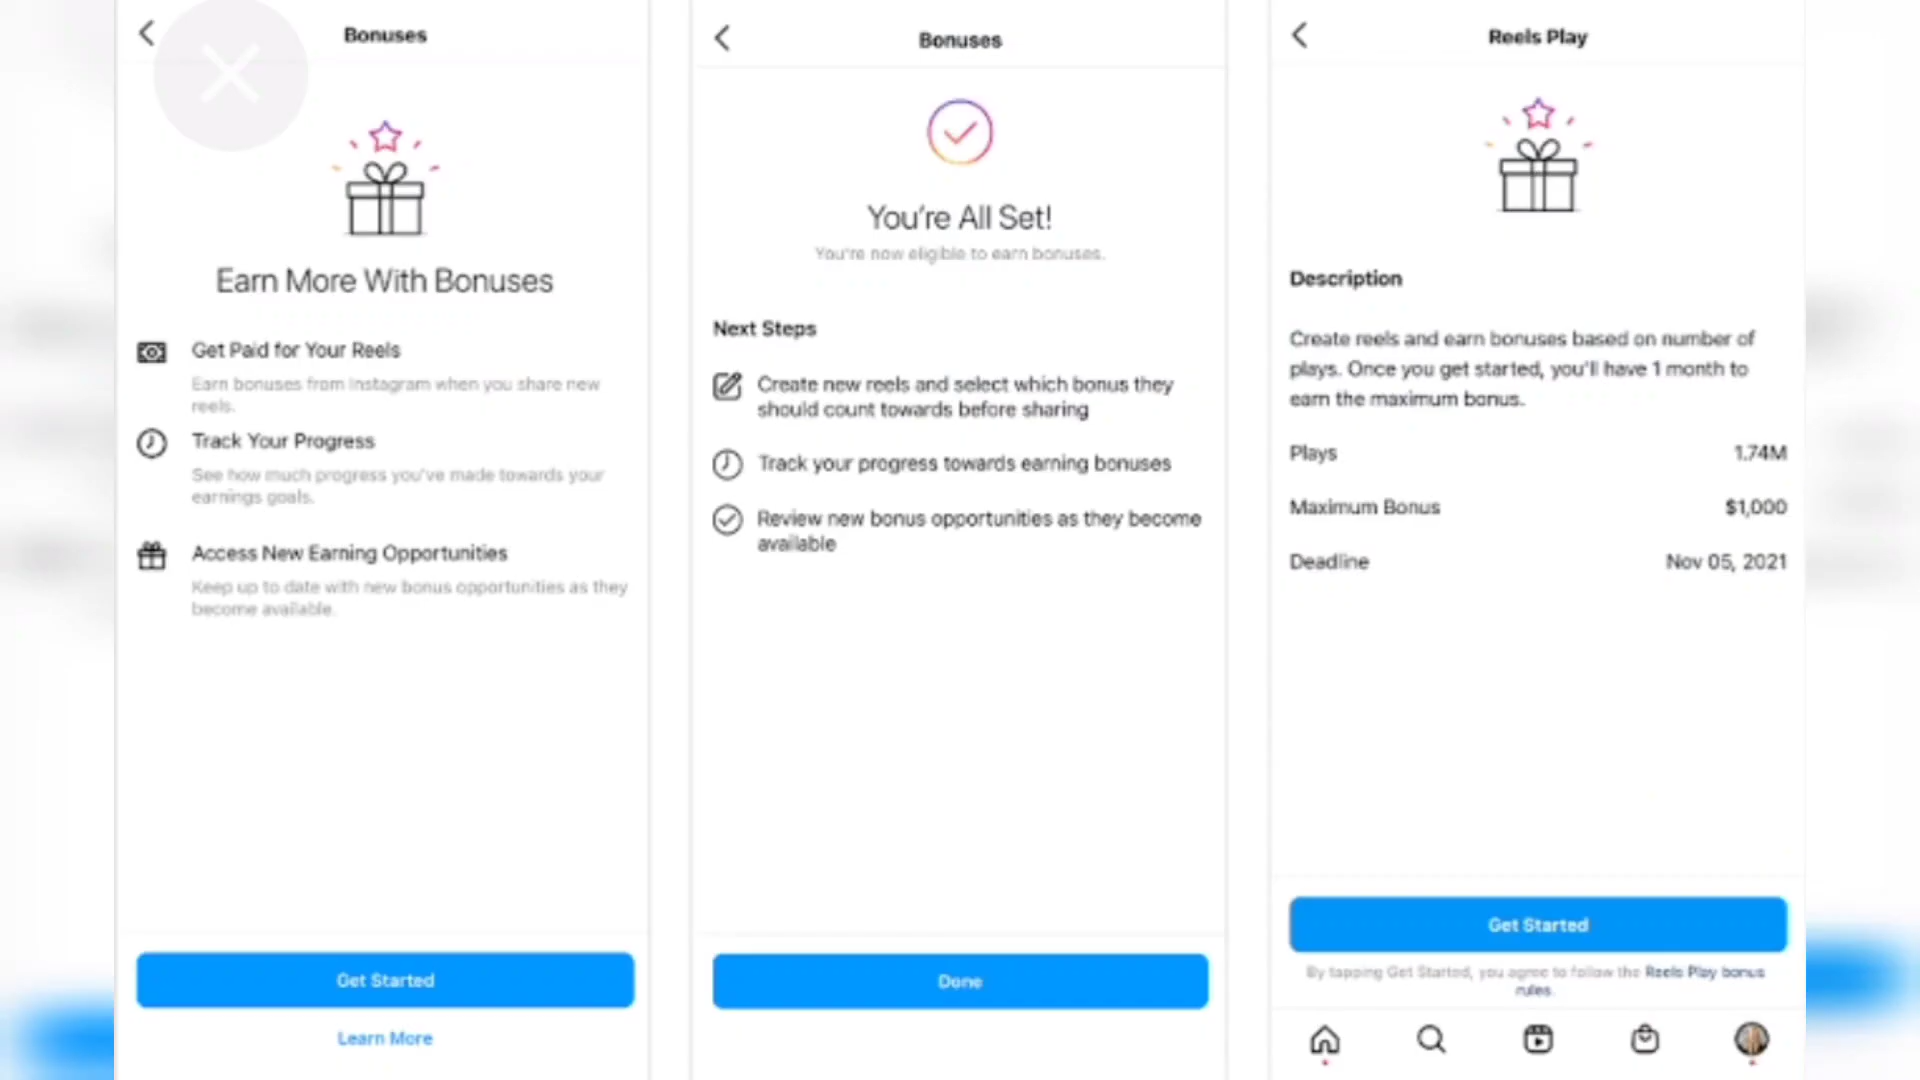 Bonuses
Earn More With Bonuses
Get Paid for Your Reels
Earn bonuses from Instagram when you share new
reels.
Track Your Progress
See how much progress you've made towards your
earnings goals.
Access New Earning Opportunities
Keep up to date with new bonus opportunities as they
become available.
Get Started
Learn More
Bonuses
You're All Set!
You're now eligible to earn bonuses.
Next Steps
Create new reels and select which bonus they
should count towards before sharing
Track your progress towards earning bonuses
Review new bonus opportunities as they become
available
Done
Reels Play
Description
Create reels and earn bonuses based on number of
plays. Once you get started, you'll have 1 month to
earn the maximum bonus.
Plays 1.74M
Maximum Bonus $1,000
Deadline Nov 05, 2021
Get Started
By tapping Get Started, you agree to follow the Reels Play bonus
rules.